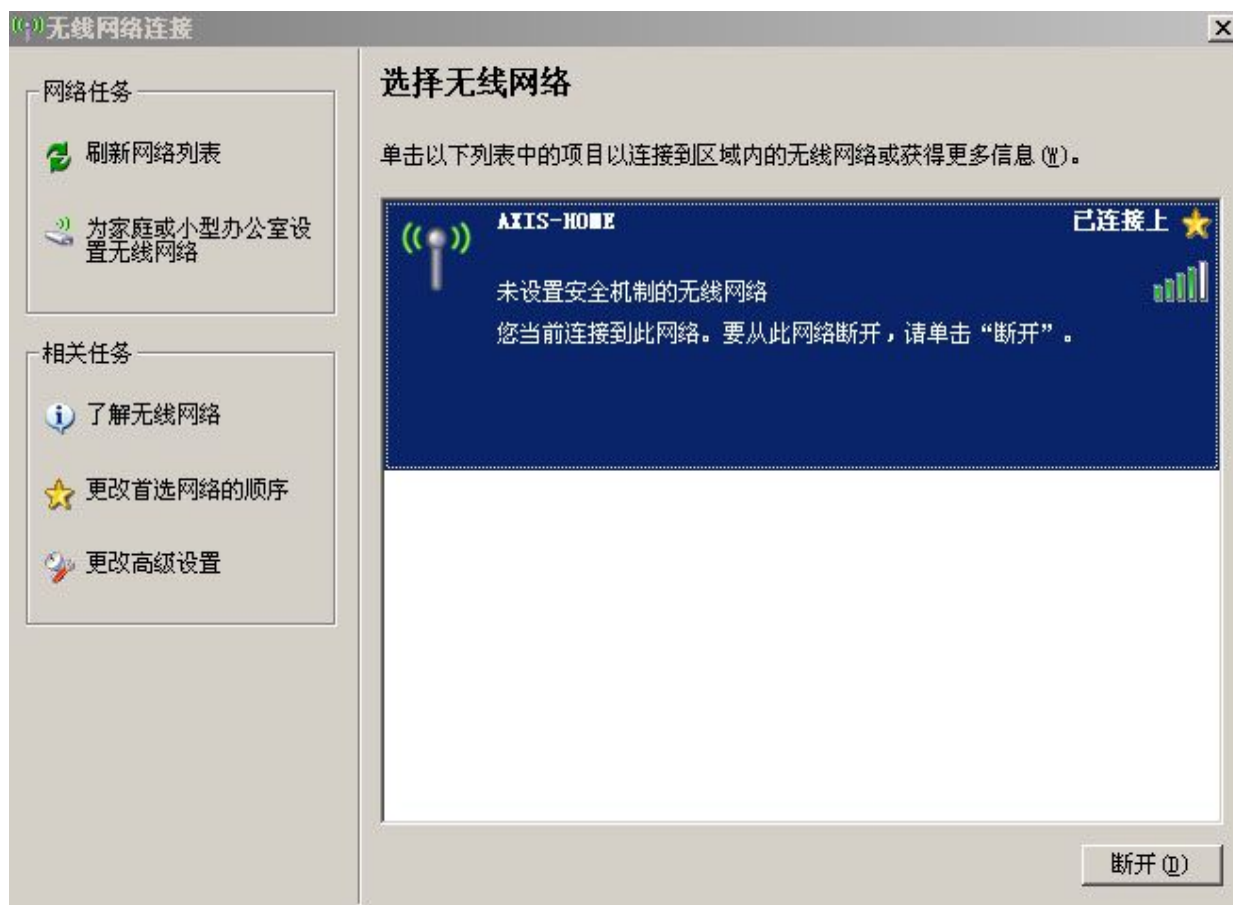 无线网络连接
网络任务
刷新网络列表
为家庭或小型办公室设
置无线网络
相关任务
了解无线网络
更改首选网络的顺序
更改高级设置
选择无线网络
单击以下列表中的项目以连接到区域内的无线网络或获得更多信息(W)。
AXIS-HOME
已连接上
未设置安全机制的无线网络
您当前连接到此网络。要从此网络断开，请单击“断开”。
断开(D)